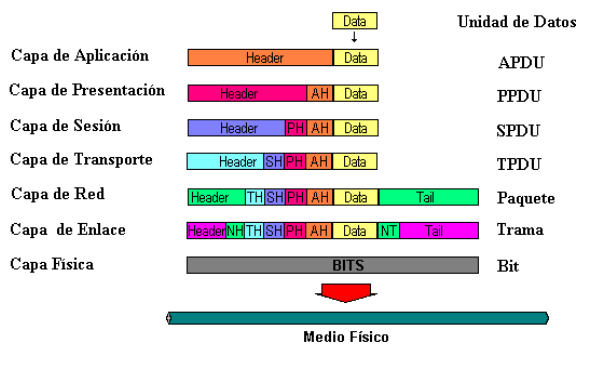 Data Unidad de Datos
Capa de Aplicación Header Data APDU
Capa de Presentación Header AH Data PPDU
Capa de Sesión Header PH AH Data SPDU
Capa de Transporte Header SH PH AH Data TPDU
Capa de Red Header TH SH PH AH Data Tail Paquete
Capa de Enlace Header NH TH SH PH AH Data NT Tail Trama
Capa Física BITS Bit
Medio Físico